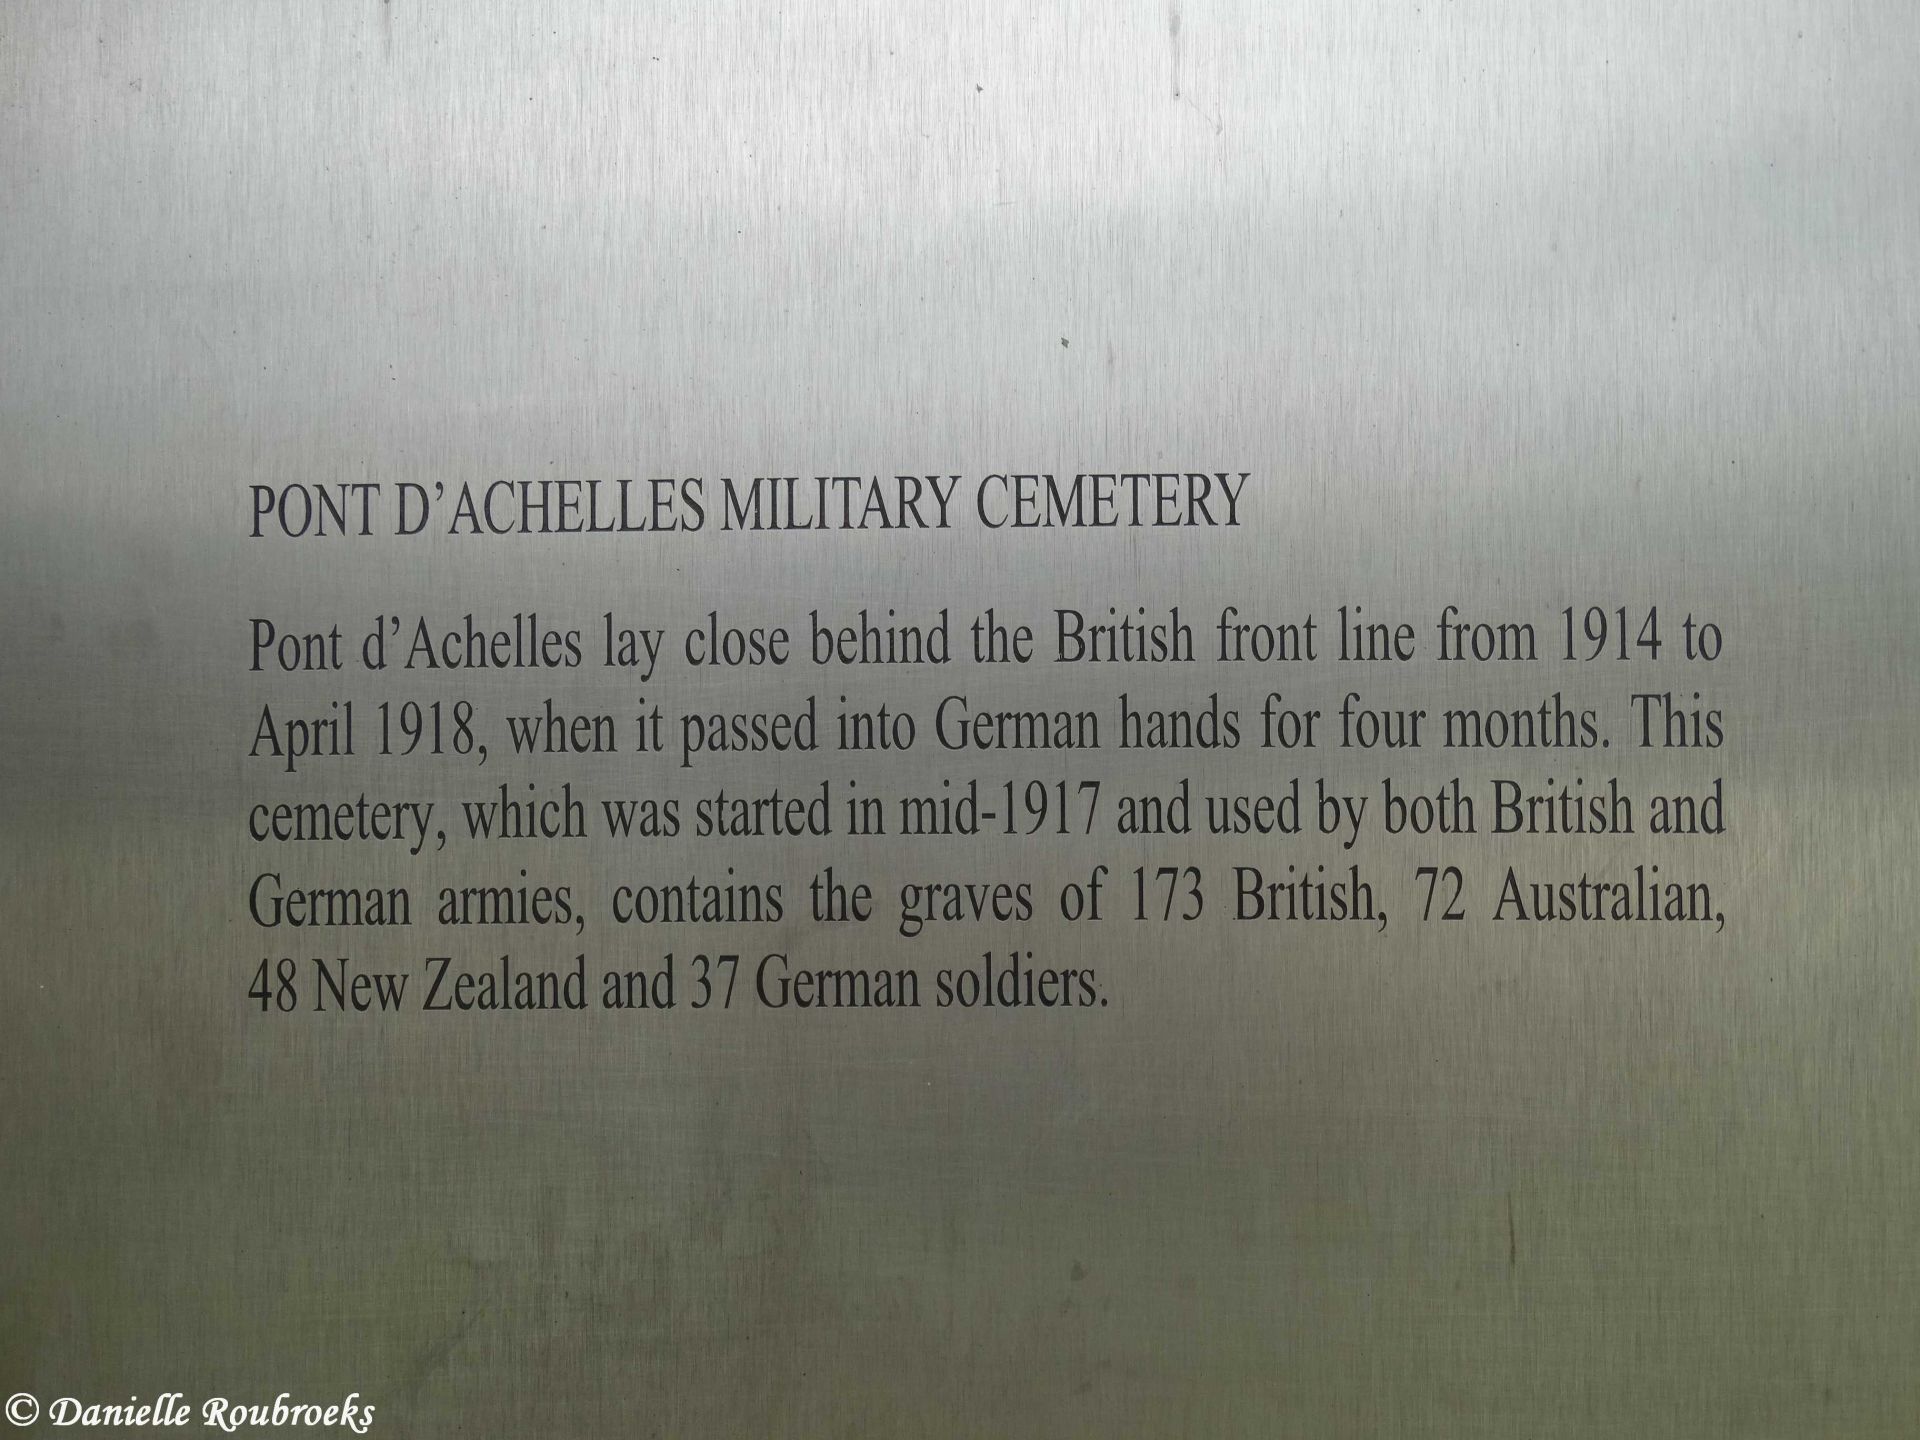 PONT D'ACHELLES MILITARY CEMETERY
Pont d'Achelles lay close behind the British front line from 1914 to
April 1918, when it passed into German hands for four months. This
cemetery, which was started in mid-1917 and used by both British and
German armies, contains the graves of 173 British, 72 Australian,
48 New Zealand and 37 German soldiers.
© Danielle Roubroeks